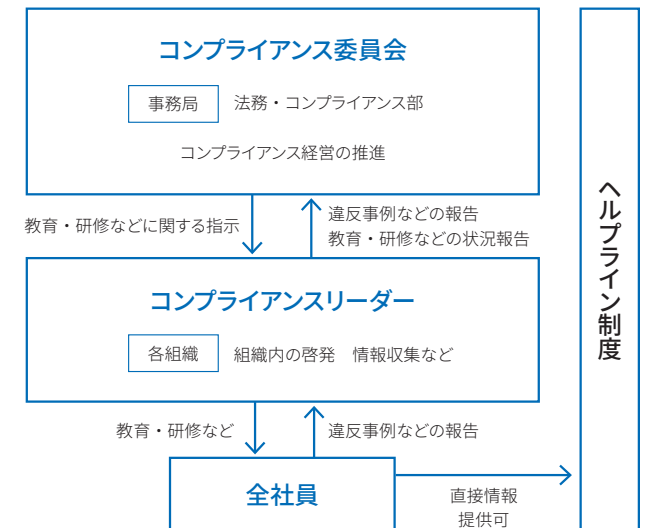 コンプライアンス委員会
事務局 法務・コンプライアンス部
コンプライアンス経営の推進
教育・研修などに関する指示
違反事例などの報告
教育・研修などの状況報告
コンプライアンスリーダー
各組織 組織内の啓発 情報収集など
教育・研修など
違反事例などの報告
全社員
直接情報
提供可
ヘルプライン制度